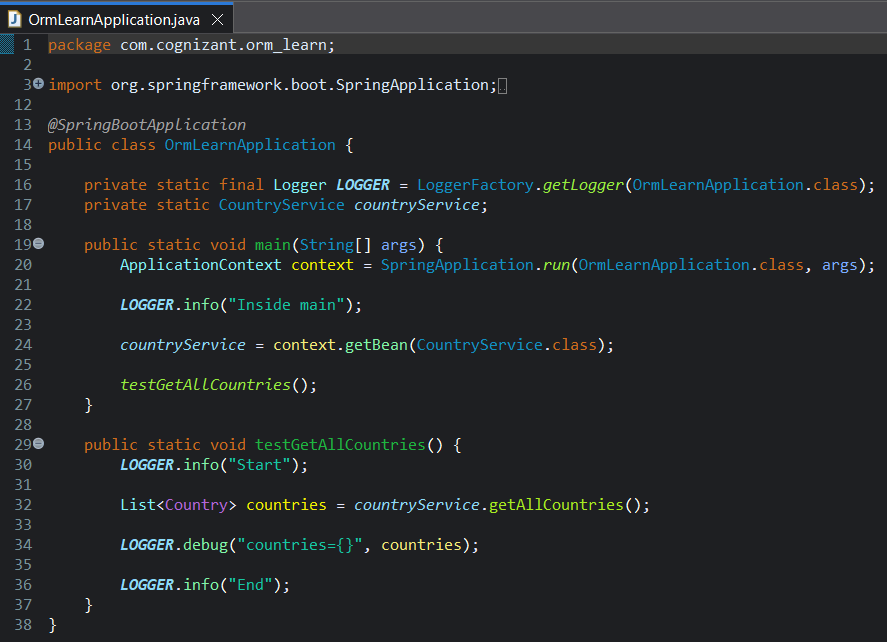 OrmLearnApplication.java
1 package com.cognizant.orm_learn;
2
3 import org.springframework.boot.SpringApplication;
12
13 @SpringBootApplication
14 public class OrmLearnApplication {
15
16     private static final Logger LOGGER = LoggerFactory.getLogger(OrmLearnApplication.class);
17     private static CountryService countryService;
18
19     public static void main(String[] args) {
20         ApplicationContext context = SpringApplication.run(OrmLearnApplication.class, args);
21
22         LOGGER.info("Inside main");
23
24         countryService = context.getBean(CountryService.class);
25
26         testGetAllCountries();
27     }
28
29     public static void testGetAllCountries() {
30         LOGGER.info("Start");
31
32         List<Country> countries = countryService.getAllCountries();
33
34         LOGGER.debug("countries={}", countries);
35
36         LOGGER.info("End");
37     }
38 }